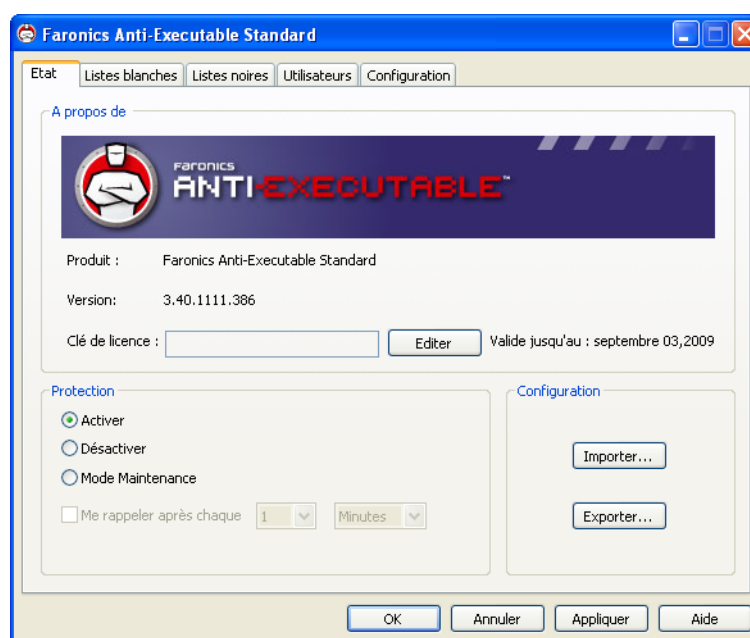 Faronics Anti-Executable Standard
Etat Listes blanches Listes noires Utilisateurs Configuration
A propos de
FARONICS
ANTI-EXECUTABLE™
Produit : Faronics Anti-Executable Standard
Version: 3.40.1111.386
Clé de licence : Editer Valide jusqu'au : septembre 03,2009
Protection Configuration
Activer
Désactiver
Importer...
Mode Maintenance
Me rappeler après chaque 1 Minutes
Exporter...
OK Annuler Appliquer Aide